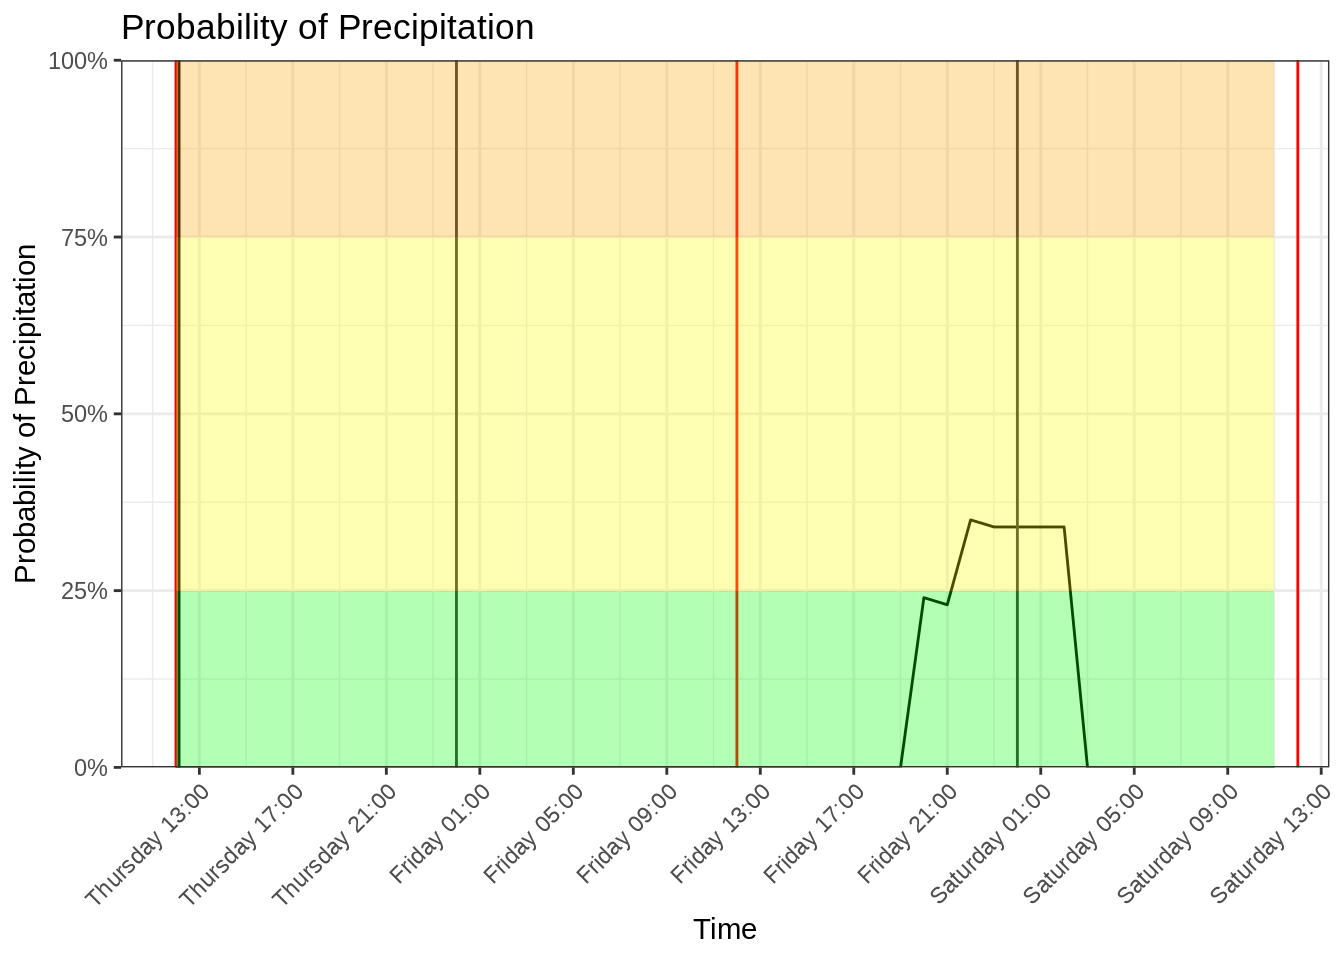 Probability of Precipitation
100%
75%
50%
25%
0%
Probability of Precipitation
Thursday 13:00
Thursday 17:00
Thursday 21:00
Friday 01:00
Friday 05:00
Friday 09:00
Friday 13:00
Friday 17:00
Friday 21:00
Saturday 01:00
Saturday 05:00
Saturday 09:00
Saturday 13:00
Time